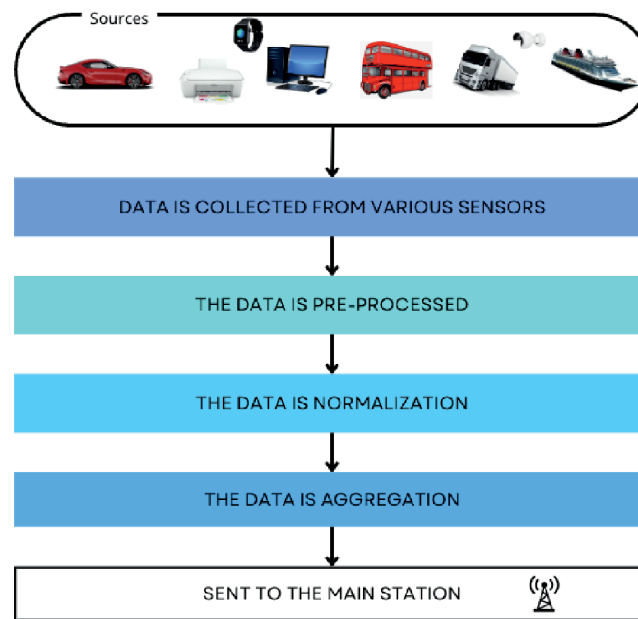 Sources
DATA IS COLLECTED FROM VARIOUS SENSORS
THE DATA IS PRE-PROCESSED
THE DATA IS NORMALIZATION
THE DATA IS AGGREGATION
SENT TO THE MAIN STATION